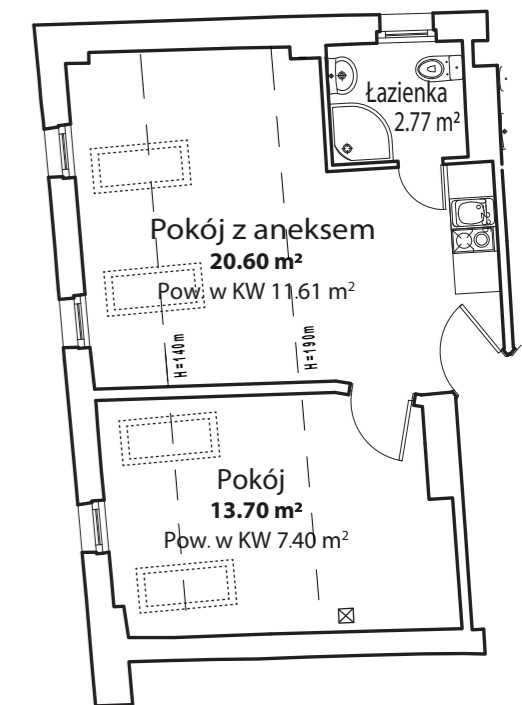 Łazienka
2.77 m²
Pokój z aneksem
20.60 m²
Pow. w KW 11.61 m²
H=140m
H=190m
Pokój
13.70 m²
Pow. w KW 7.40 m²